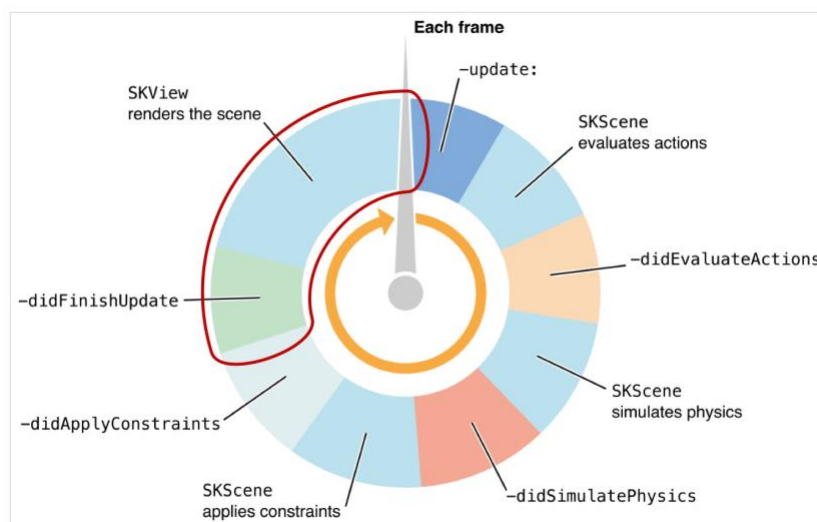 Each frame
-update:
SKView
renders the scene
SKScene
evaluates actions
-didEvaluateActions
-didFinishUpdate
SKScene
simulates physics
-didApplyConstraints
SKScene
applies constraints
-didSimulatePhysics